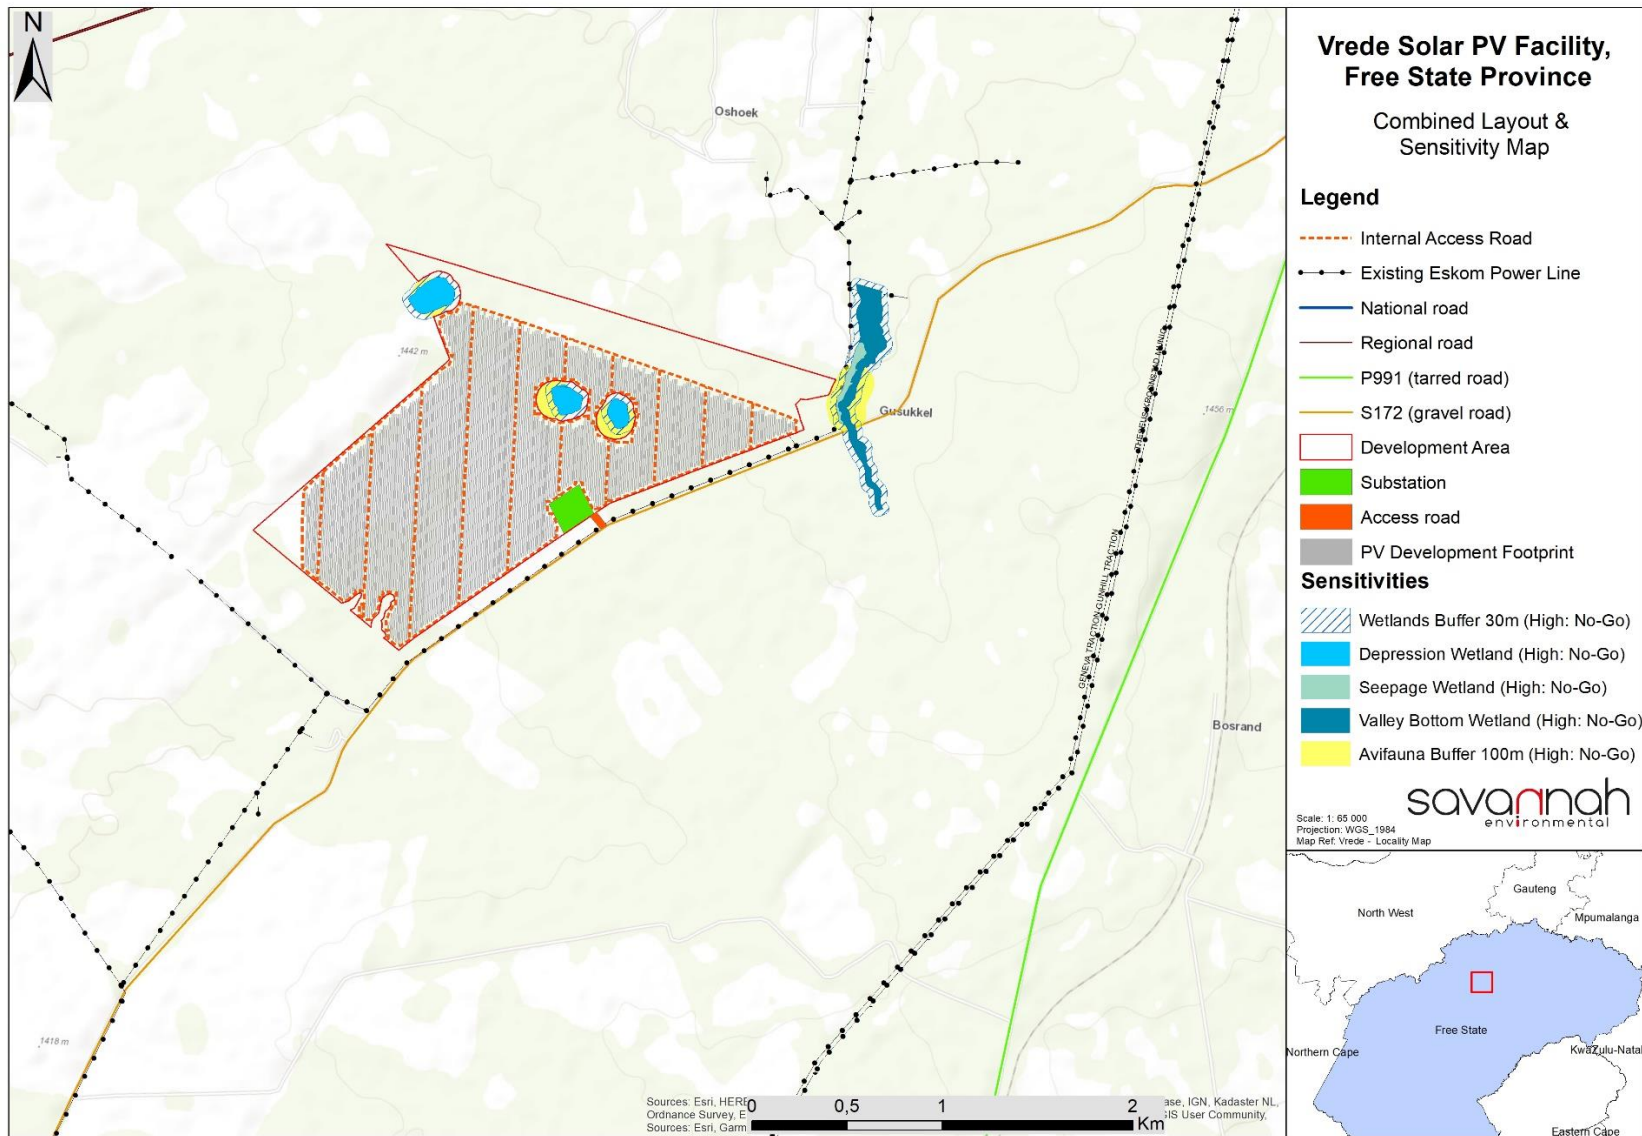 N
Oshoek
1442 m
Gusukkel
1456 m
GENEVA TRACTION-GUNHILL TRACTION
Bosrand
1418 m
Sources: Esri, HERE
Ordnance Survey, E
Sources: Esri, Garm
ase, IGN, Kadaster NL,
GIS User Community,
0 0,5 1 2
Km
Vrede Solar PV Facility,
Free State Province
Combined Layout &
Sensitivity Map
Legend
Internal Access Road
Existing Eskom Power Line
National road
Regional road
P991 (tarred road)
S172 (gravel road)
Development Area
Substation
Access road
PV Development Footprint
Sensitivities
Wetlands Buffer 30m (High: No-Go)
Depression Wetland (High: No-Go)
Seepage Wetland (High: No-Go)
Valley Bottom Wetland (High: No-Go)
Avifauna Buffer 100m (High: No-Go)
savannah
environmental
Scale: 1: 65 000
Projection: WGS_1984
Map Ref: Vrede - Locality Map
Gauteng
North West
Mpumalanga
Free State
Northern Cape
KwaZulu-Natal
Eastern Cape